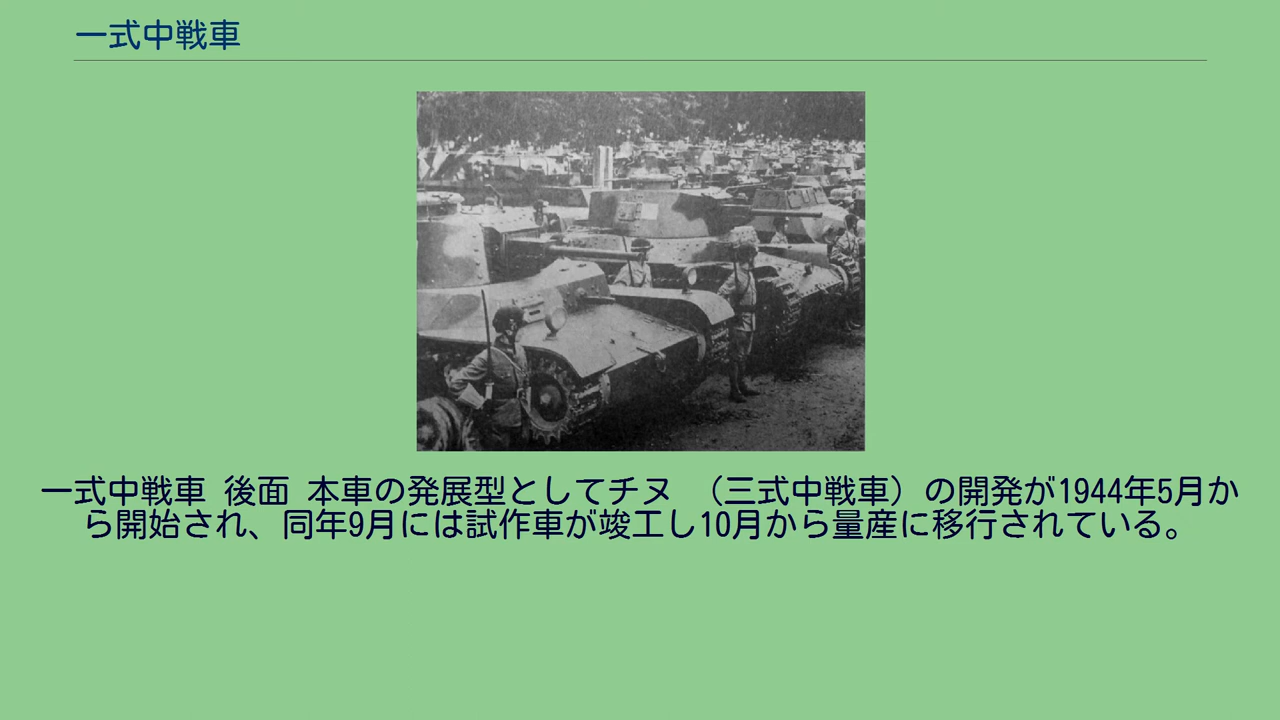 一式中戦車
一式中戦車 後面 本車の発展型としてチヌ （三式中戦車）の開発が1944年5月か
ら開始され、同年9月には試作車が竣工し10月から量産に移行されている。